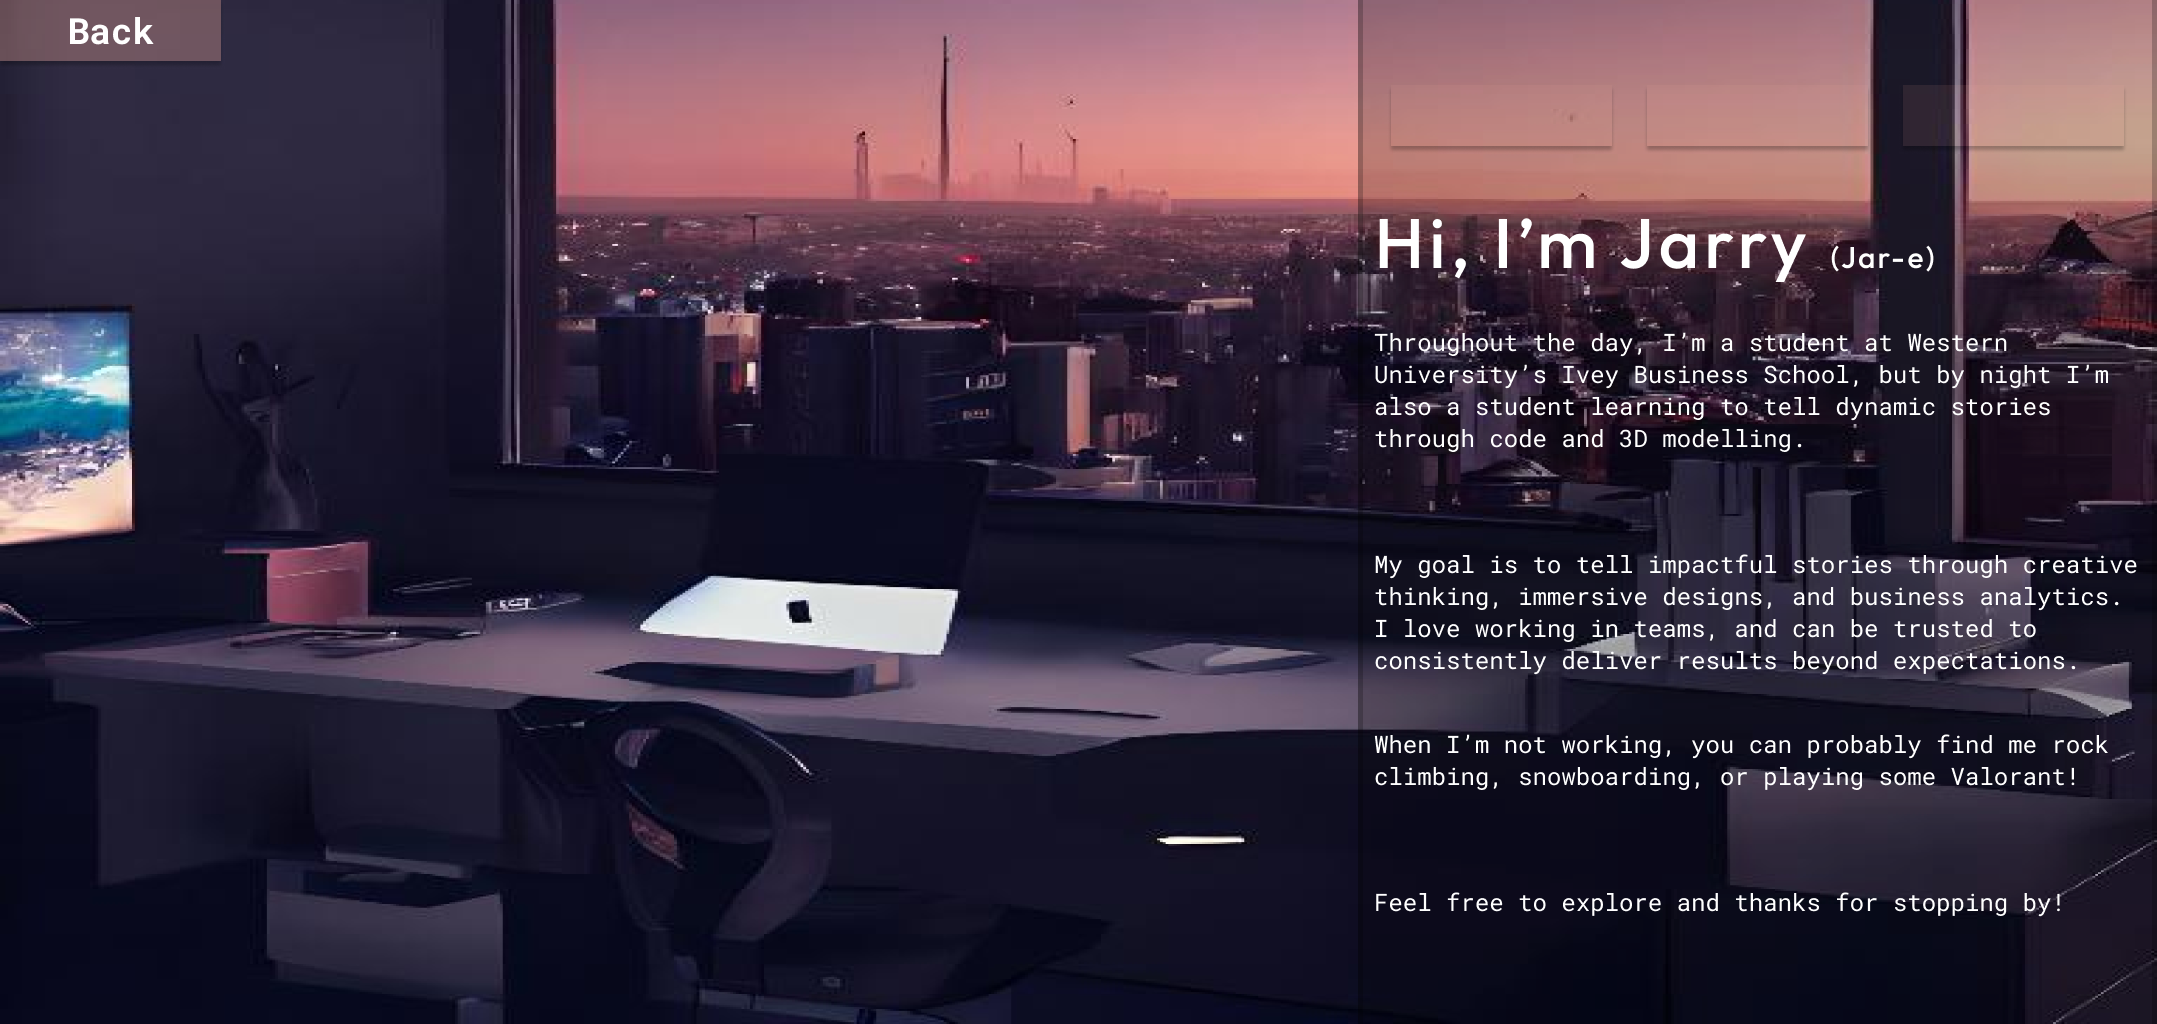 Back
Hi, I’m Jarry (Jar-e)
Throughout the day, I’m a student at Western
University’s Ivey Business School, but by night I’m
also a student learning to tell dynamic stories
through code and 3D modelling.
My goal is to tell impactful stories through creative
thinking, immersive designs, and business analytics.
I love working in teams, and can be trusted to
consistently deliver results beyond expectations.
When I’m not working, you can probably find me rock
climbing, snowboarding, or playing some Valorant!
Feel free to explore and thanks for stopping by!